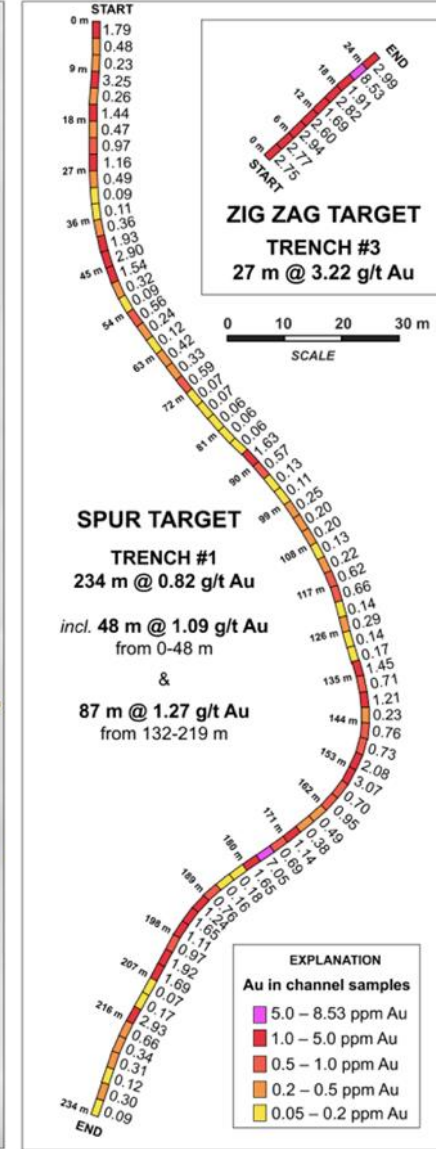 START
0 m
1.79
0.48
0.23
9 m
3.25
0.26
1.44
18 m
0.47
0.97
1.16
27 m
0.49
0.09
0.11
36 m
0.36
1.93
2.90
45 m
1.54
0.32
0.09
54 m
0.56
0.24
0.12
63 m
0.42
0.33
0.59
72 m
0.07
0.07
0.06
81 m
0.06
0.06
1.63
90 m
0.57
0.13
0.11
99 m
0.25
0.20
0.20
108 m
0.13
0.22
0.62
117 m
0.66
0.14
0.29
126 m
0.14
0.17
1.45
135 m
0.71
1.21
0.23
144 m
0.76
0.73
2.08
153 m
3.07
0.70
0.95
162 m
0.49
0.38
1.14
171 m
0.69
7.05
1.65
180 m
0.18
0.16
0.76
189 m
1.24
1.65
1.11
198 m
0.97
1.92
1.69
207 m
0.07
0.17
2.93
216 m
0.66
0.34
0.31
0.12
0.30
0.09
234 m
END
24 m
END
2.99
8.53
18 m
1.91
2.82
12 m
1.69
2.60
6 m
2.94
2.77
0 m
2.75
START
ZIG ZAG TARGET
TRENCH #3
27 m @ 3.22 g/t Au
0 10 20 30 m
SCALE
SPUR TARGET
TRENCH #1
234 m @ 0.82 g/t Au
incl. 48 m @ 1.09 g/t Au
from 0-48 m
&
87 m @ 1.27 g/t Au
from 132-219 m
EXPLANATION
Au in channel samples
5.0 – 8.53 ppm Au
1.0 – 5.0 ppm Au
0.5 – 1.0 ppm Au
0.2 – 0.5 ppm Au
0.05 – 0.2 ppm Au